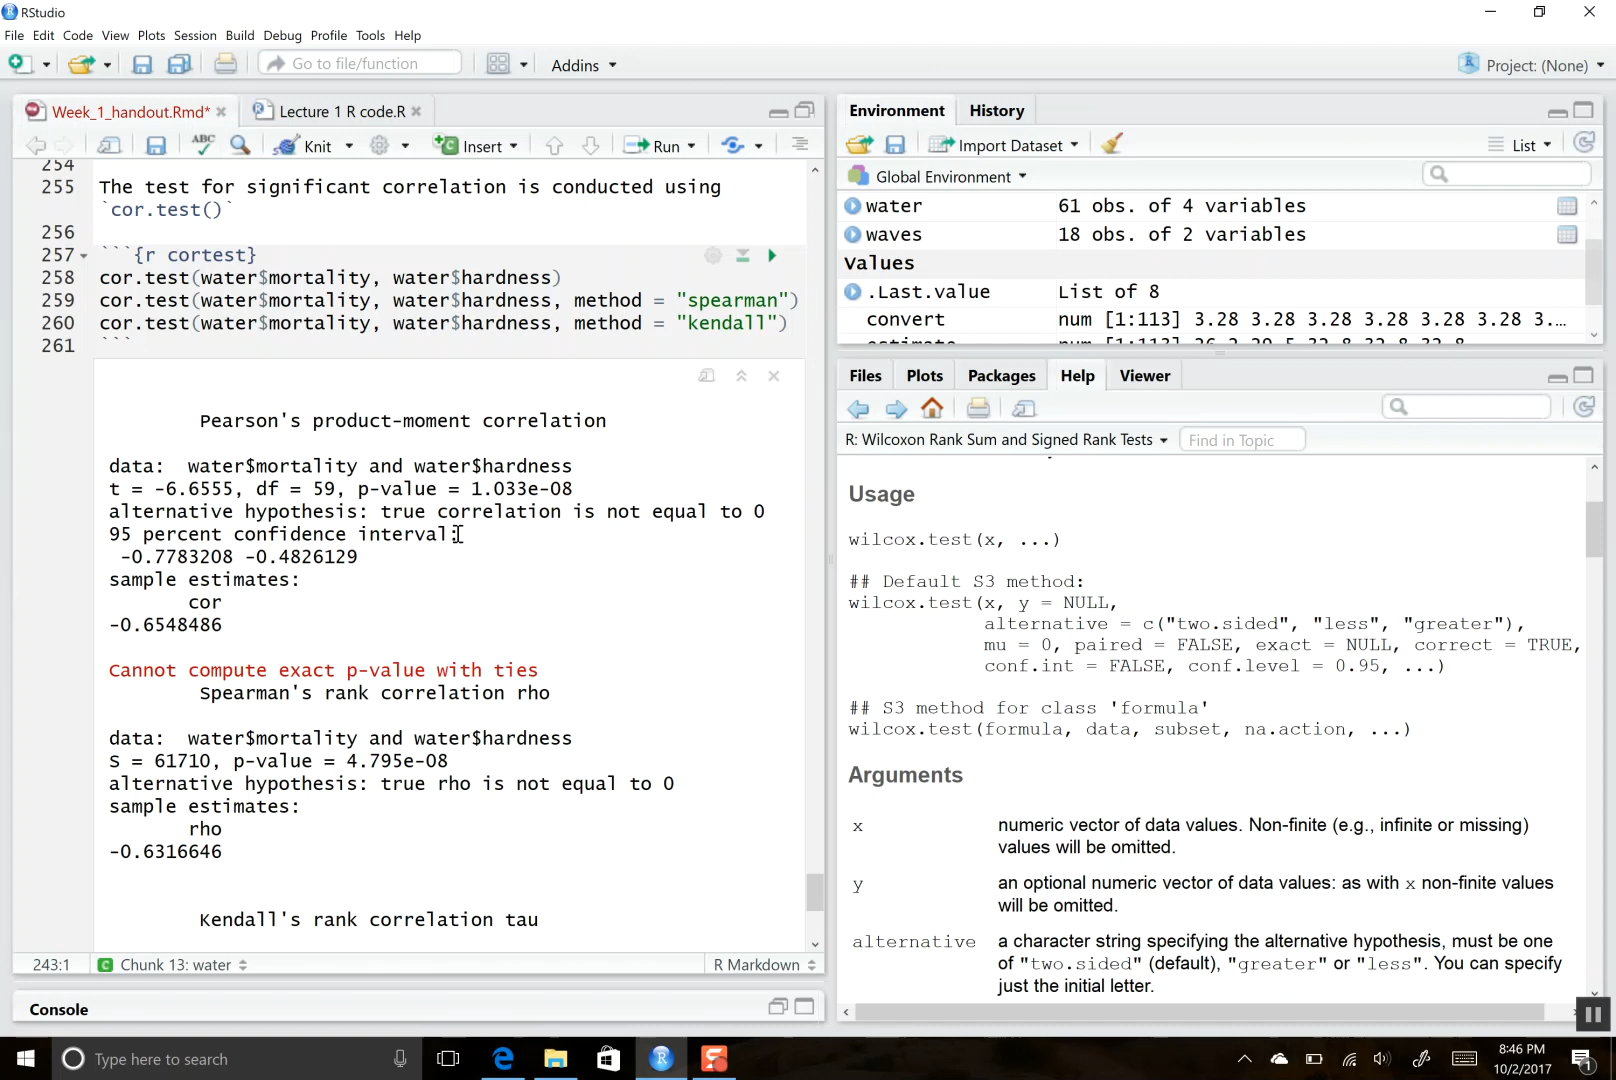 RStudio
File Edit Code View Plots Session Build Debug Profile Tools Help
Go to file/function
Addins
Project: (None)
Week_1_handout.Rmd*
Lecture 1 R code.R
ABC
Knit
Insert
Run
254
255 The test for significant correlation is conducted using
`cor.test()`
256
257 ```{r cortest}
258 cor.test(water$mortality, water$hardness)
259 cor.test(water$mortality, water$hardness, method = "spearman")
260 cor.test(water$mortality, water$hardness, method = "kendall")
261 ```
Pearson's product-moment correlation
data: water$mortality and water$hardness
t = -6.6555, df = 59, p-value = 1.033e-08
alternative hypothesis: true correlation is not equal to 0
95 percent confidence interval:
-0.7783208 -0.4826129
sample estimates:
cor
-0.6548486
Cannot compute exact p-value with ties
Spearman's rank correlation rho
data: water$mortality and water$hardness
S = 61710, p-value = 4.795e-08
alternative hypothesis: true rho is not equal to 0
sample estimates:
rho
-0.6316646
Kendall's rank correlation tau
243:1 C Chunk 13: water R Markdown
Console
Environment History
Import Dataset
List
Global Environment
water 61 obs. of 4 variables
waves 18 obs. of 2 variables
Values
.Last.value List of 8
convert num [1:113] 3.28 3.28 3.28 3.28 3.28 3.28 3.…
Files Plots Packages Help Viewer
R: Wilcoxon Rank Sum and Signed Rank Tests
Find in Topic
Usage
wilcox.test(x, ...)
## Default S3 method:
wilcox.test(x, y = NULL,
alternative = c("two.sided", "less", "greater"),
mu = 0, paired = FALSE, exact = NULL, correct = TRUE,
conf.int = FALSE, conf.level = 0.95, ...)
## S3 method for class 'formula'
wilcox.test(formula, data, subset, na.action, ...)
Arguments
x numeric vector of data values. Non-finite (e.g., infinite or missing)
values will be omitted.
y an optional numeric vector of data values: as with x non-finite values
will be omitted.
alternative a character string specifying the alternative hypothesis, must be one
of "two.sided" (default), "greater" or "less". You can specify
just the initial letter.
Type here to search
8:46 PM
10/2/2017
1